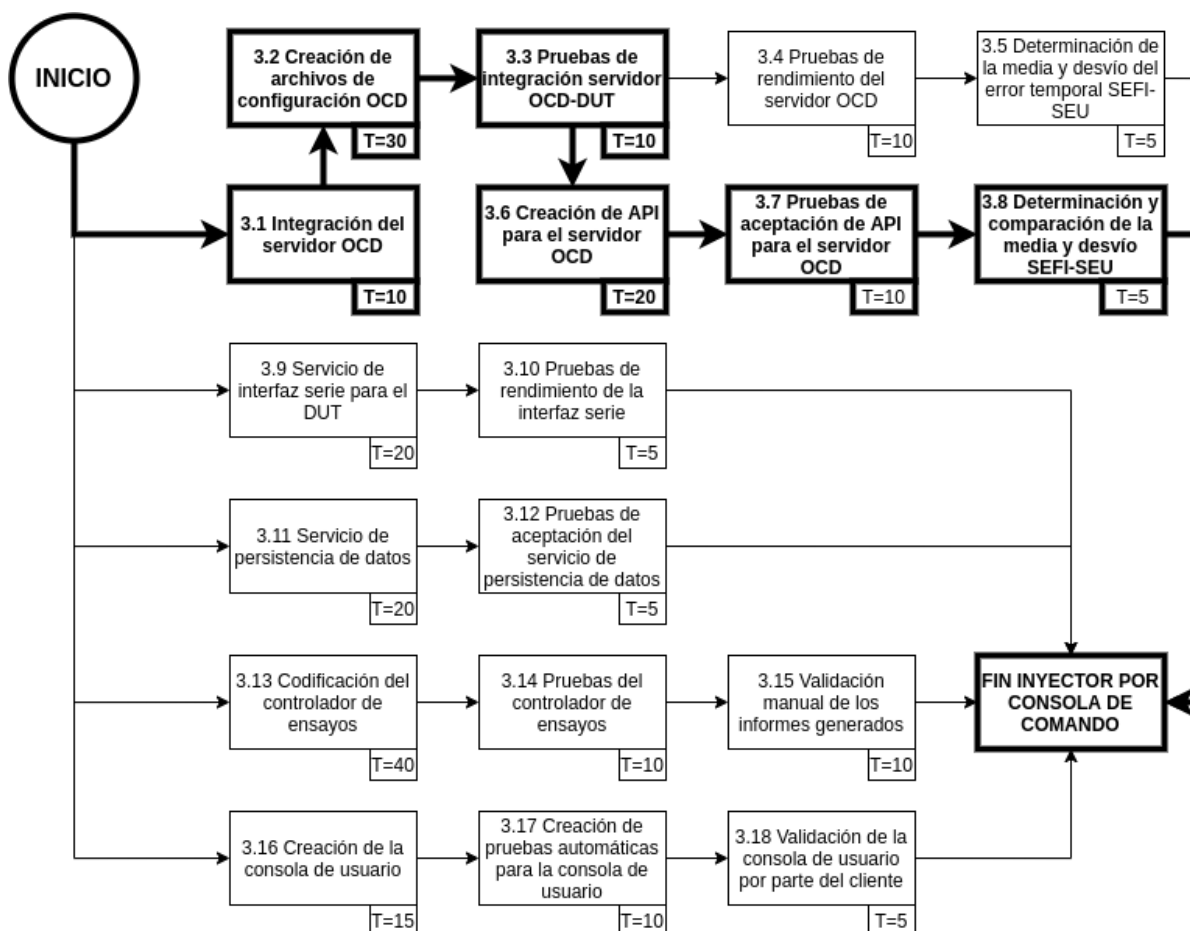 INICIO
3.2 Creación de
archivos de
configuración OCD
T=30
3.3 Pruebas de
integración servidor
OCD-DUT
T=10
3.4 Pruebas de
rendimiento del
servidor OCD
T=10
3.5 Determinación de
la media y desvío del
error temporal SEFI-
SEU
T=5
3.1 Integración del
servidor OCD
T=10
3.6 Creación de API
para el servidor
OCD
T=20
3.7 Pruebas de
aceptación de API
para el servidor
OCD
T=10
3.8 Determinación y
comparación de la
media y desvío
SEFI-SEU
T=5
3.9 Servicio de
interfaz serie para el
DUT
T=20
3.10 Pruebas de
rendimiento de la
interfaz serie
T=5
3.11 Servicio de
persistencia de datos
T=20
3.12 Pruebas de
aceptación del
servicio de
persistencia de datos
T=5
3.13 Codificación del
controlador de
ensayos
T=40
3.14 Pruebas del
controlador de
ensayos
T=10
3.15 Validación
manual de los
informes generados
T=10
FIN INYECTOR POR
CONSOLA DE
COMANDO
3.16 Creación de la
consola de usuario
T=15
3.17 Creación de
pruebas automáticas
para la consola de
usuario
T=10
3.18 Validación de la
consola de usuario
por parte del cliente
T=5